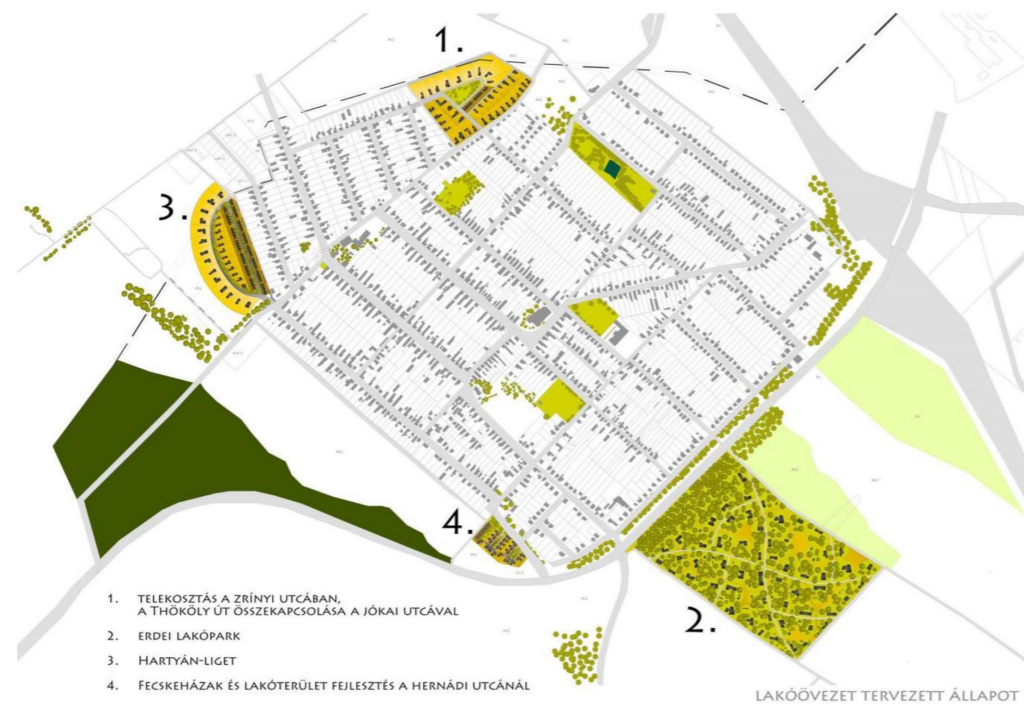 1.
3.
4.
2.
1. TELEKOSZTÁS A ZRÍNYI UTCÁBAN,
A THÖKÖLY ÚT ÖSSZEKAPCSOLÁSA A JÓKAI UTCÁVAL
2. ERDEI LAKÓPARK
3. HARTYÁN-LIGET
4. FECSKEHÁZAK ÉS LAKÓTERÜLET FEJLESZTÉS A HERNÁDI UTCÁNÁL
LAKÓÖVEZET TERVEZETT ÁLLAPOT